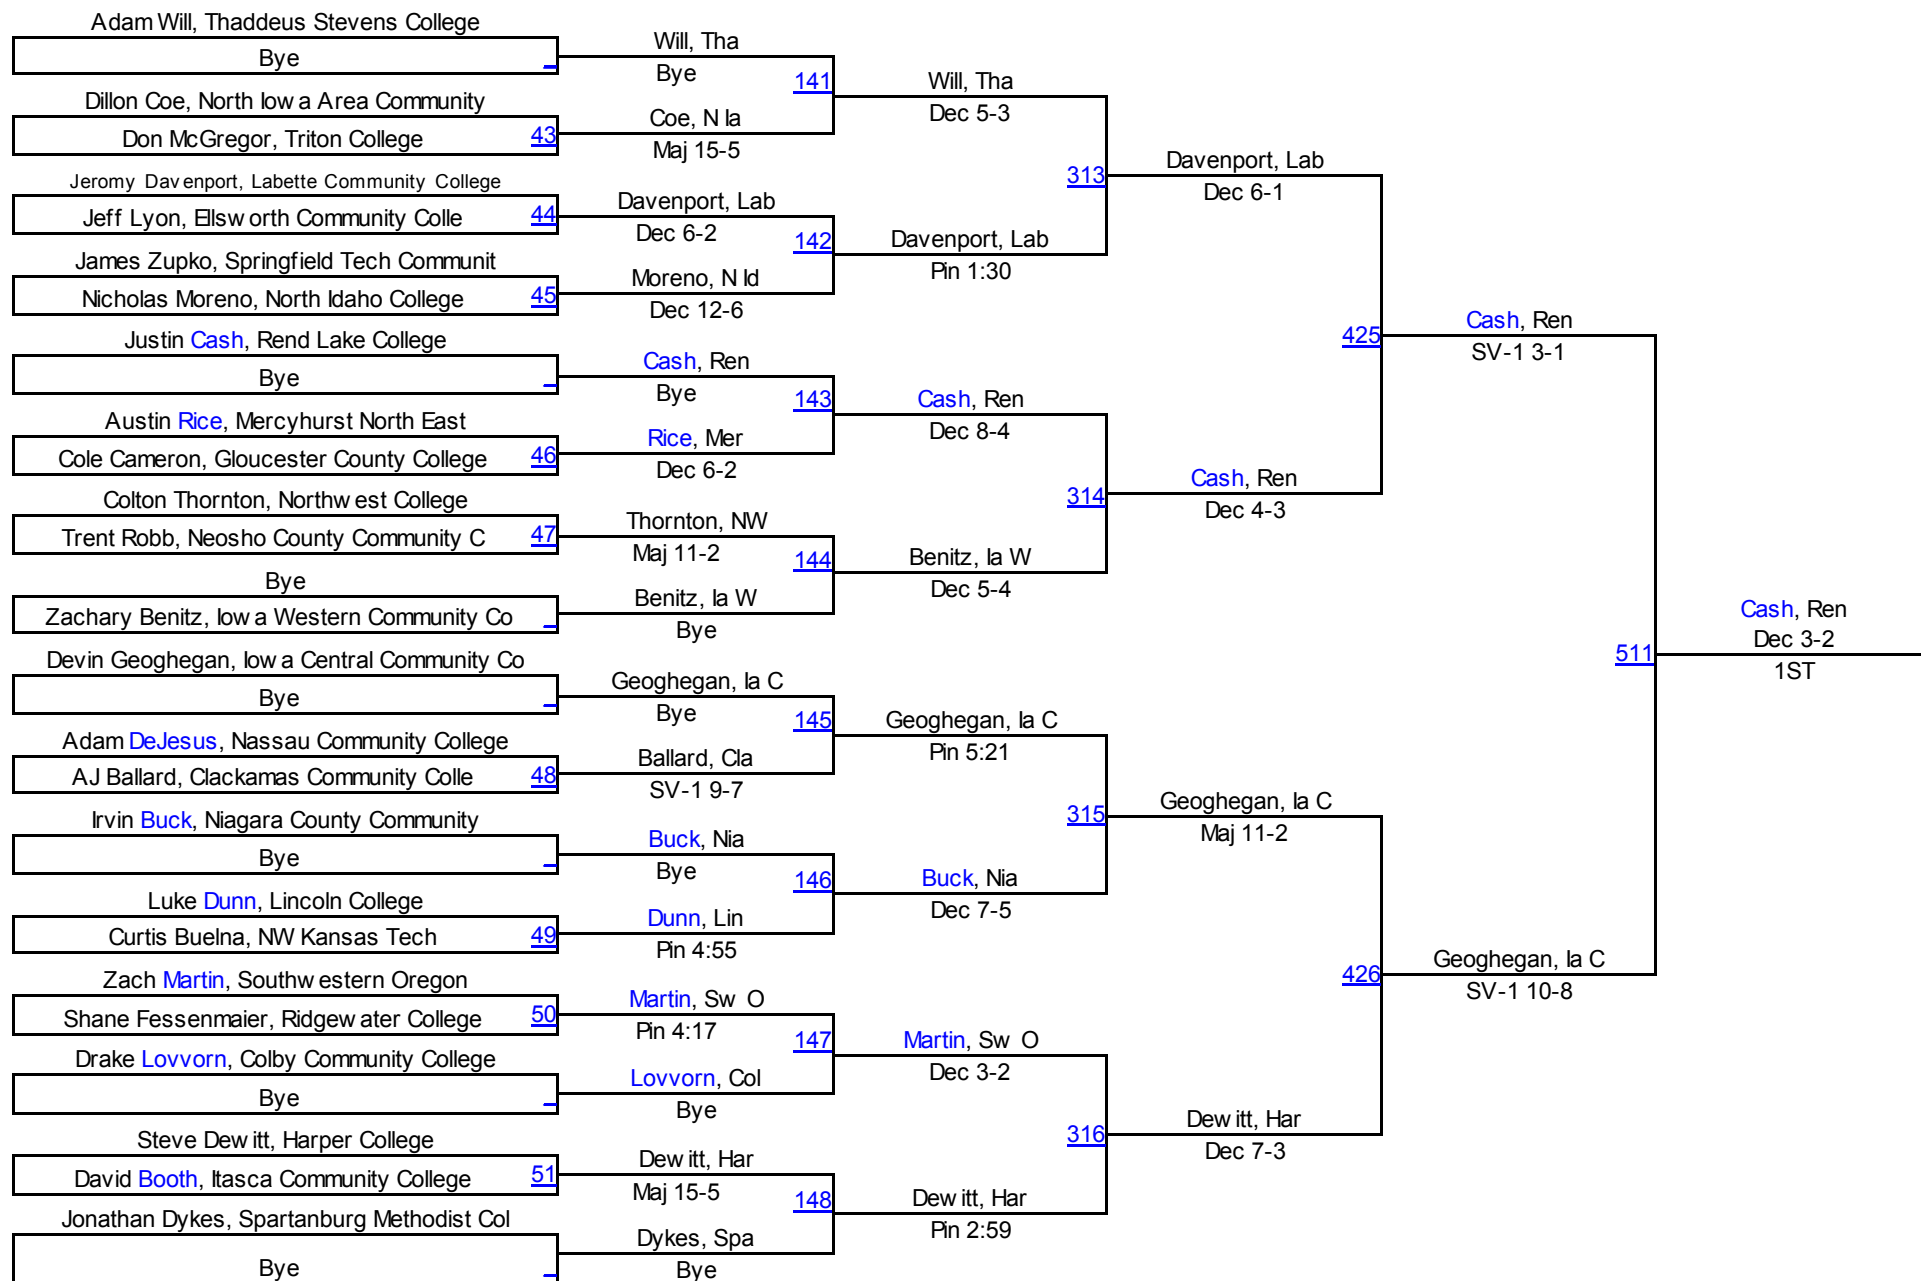 Adam Will, Thaddeus Stevens College
Bye
Dillon Coe, North Iowa Area Community
Don McGregor, Triton College
43
Jeromy Davenport, Labette Community College
Jeff Lyon, Ellsworth Community Colle
44
James Zupko, Springfield Tech Communit
Nicholas Moreno, North Idaho College
45
Justin Cash, Rend Lake College
Bye
Austin Rice, Mercyhurst North East
Cole Cameron, Gloucester County College
46
Colton Thornton, Northwest College
Trent Robb, Neosho County Community C
47
Bye
Zachary Benitz, Iowa Western Community Co
Devin Geoghegan, Iowa Central Community Co
Bye
Adam DeJesus, Nassau Community College
AJ Ballard, Clackamas Community Colle
48
Irvin Buck, Niagara County Community
Bye
Luke Dunn, Lincoln College
Curtis Buelna, NW Kansas Tech
49
Zach Martin, Southwestern Oregon
Shane Fessenmaier, Ridgewater College
50
Drake Lovvorn, Colby Community College
Bye
Steve Dewitt, Harper College
David Booth, Itasca Community College
51
Jonathan Dykes, Spartanburg Methodist Col
Bye
Will, Tha
Bye
141
Coe, N Ia
Maj 15-5
Davenport, Lab
Dec 6-2
142
Moreno, N Id
Dec 12-6
Cash, Ren
Bye
143
Rice, Mer
Dec 6-2
Thornton, NW
Maj 11-2
144
Benitz, Ia W
Bye
Geoghegan, Ia C
Bye
145
Ballard, Cla
SV-1 9-7
Buck, Nia
Bye
146
Dunn, Lin
Pin 4:55
Martin, Sw O
Pin 4:17
147
Lovvorn, Col
Bye
Dewitt, Har
Maj 15-5
148
Dykes, Spa
Bye
Will, Tha
Dec 5-3
313
Davenport, Lab
Pin 1:30
Cash, Ren
Dec 8-4
314
Benitz, Ia W
Dec 5-4
Geoghegan, Ia C
Pin 5:21
315
Buck, Nia
Dec 7-5
Martin, Sw O
Dec 3-2
316
Dewitt, Har
Pin 2:59
Davenport, Lab
Dec 6-1
425
Cash, Ren
Dec 4-3
Geoghegan, Ia C
Maj 11-2
426
Dewitt, Har
Dec 7-3
Cash, Ren
SV-1 3-1
511
Geoghegan, Ia C
SV-1 10-8
Cash, Ren
Dec 3-2
1ST